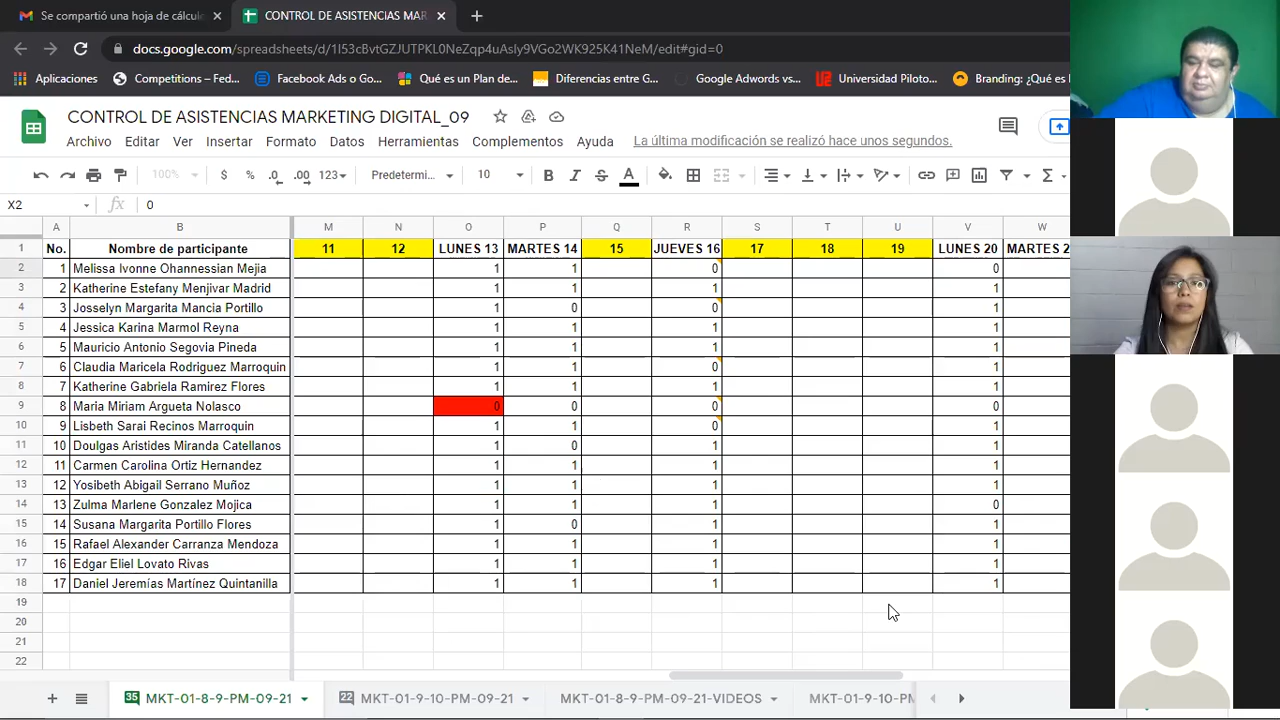 Se compartió una hoja de cálcul
CONTROL DE ASISTENCIAS MAR
docs.google.com/spreadsheets/d/1I53cBvtGZJUTPKL0NeZqp4uAsly9VGo2WK925K41NeM/edit#gid=0
Aplicaciones Competitions – Fed... Facebook Ads o Go... Qué es un Pixel de... Diferencias entre G... Google Adwords vs... Universidad Piloto... Branding: ¿Qué es
CONTROL DE ASISTENCIAS MARKETING DIGITAL_09
Archivo Editar Ver Insertar Formato Datos Herramientas Complementos Ayuda La última modificación se realizó hace unos segundos.
100% $ % .0 .00 123 Predetermi... 10 B I S A
X2 fx 0
A B M N O P Q R S T U V W
1 No. Nombre de participante 11 12 LUNES 13 MARTES 14 15 JUEVES 16 17 18 19 LUNES 20 MARTES 2
2 1 Melissa Ivonne Ohannessian Mejia 1 1 0 0
3 2 Katherine Estefany Menjivar Madrid 1 1 1 1
4 3 Josselyn Margarita Mancia Portillo 1 0 0 1
5 4 Jessica Karina Marmol Reyna 1 1 1 1
6 5 Mauricio Antonio Segovia Pineda 1 1 1 1
7 6 Claudia Maricela Rodriguez Marroquin 1 1 0 1
8 7 Katherine Gabriela Ramirez Flores 1 1 1 1
9 8 Maria Miriam Argueta Nolasco 0 0 0 0
10 9 Lisbeth Sarai Recinos Marroquin 1 1 0 1
11 10 Doulgas Aristides Miranda Catellanos 1 0 1 1
12 11 Carmen Carolina Ortiz Hernandez 1 1 1 1
13 12 Yosibeth Abigail Serrano Muñoz 1 1 1 1
14 13 Zulma Marlene Gonzalez Mojica 1 1 1 0
15 14 Susana Margarita Portillo Flores 1 0 1 1
16 15 Rafael Alexander Carranza Mendoza 1 1 1 1
17 16 Edgar Eliel Lovato Rivas 1 1 1 1
18 17 Daniel Jeremías Martínez Quintanilla 1 1 1 1
19
20
21
22
35 MKT-01-8-9-PM-09-21 22 MKT-01-9-10-PM-09-21 MKT-01-8-9-PM-09-21-VIDEOS MKT-01-9-10-PM